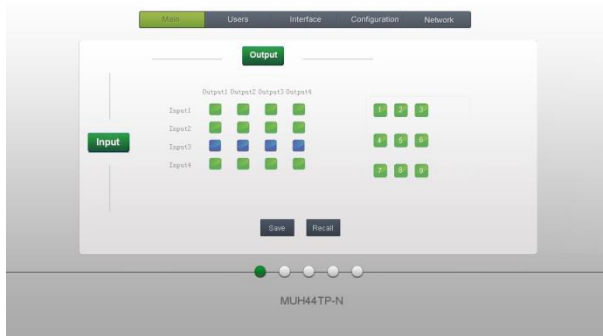 Main Users Interface Configuration Network
Output
Output1 Output2 Output3 Output4
Input1 1 2 3
Input2
Input
Input3 4 5 6
Input4
7 8 9
Save Recall
MUH44TP-N